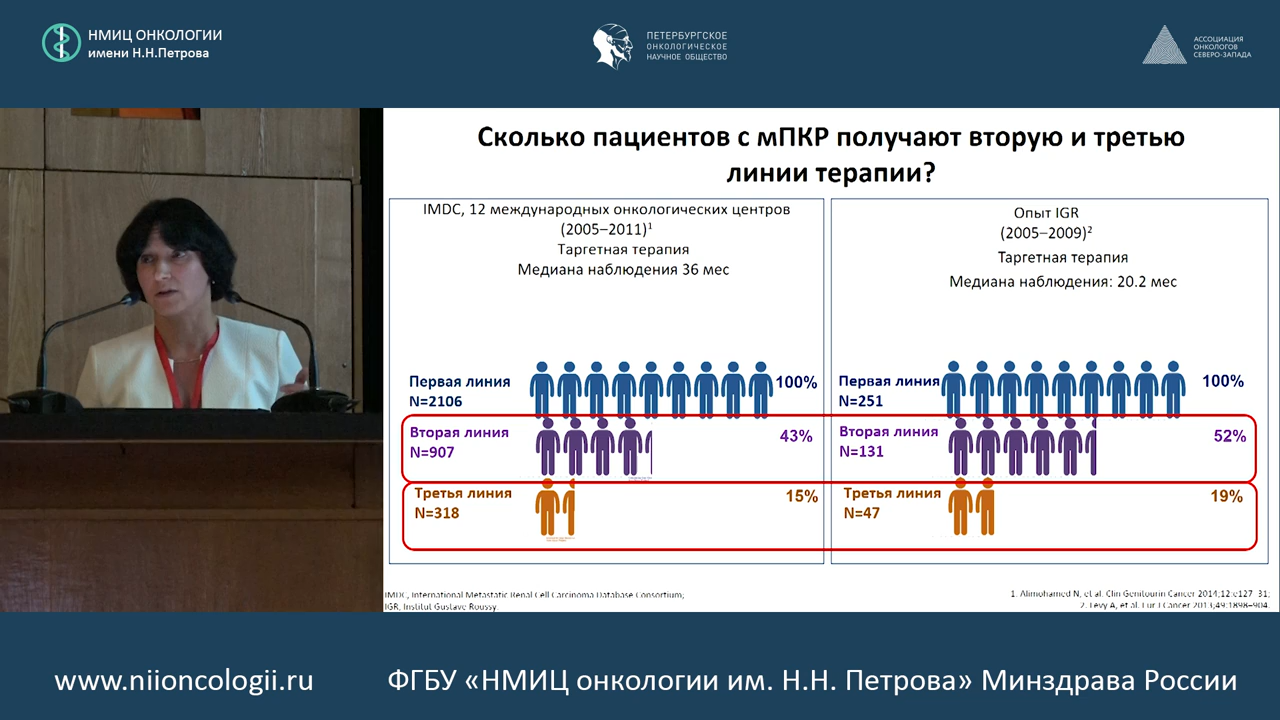 НМИЦ ОНКОЛОГИИ
имени Н.Н.Петрова
ПЕТЕРБУРГСКОЕ
ОНКОЛОГИЧЕСКОЕ
НАУЧНОЕ ОБЩЕСТВО
АССОЦИАЦИЯ
ОНКОЛОГОВ
СЕВЕРО-ЗАПАДА
Сколько пациентов с мПКР получают вторую и третью
линии терапии?
IMDC, 12 международных онкологических центров
(2005–2011)¹
Таргетная терапия
Медиана наблюдения 36 мес
Первая линия
N=2106
100%
Вторая линия
N=907
43%
Третья линия
N=318
15%
Опыт IGR
(2005–2009)²
Таргетная терапия
Медиана наблюдения: 20.2 мес
Первая линия
N=251
100%
Вторая линия
N=131
52%
Третья линия
N=47
19%
IMDC, International Metastatic Renal Cell Carcinoma Database Consortium;
IGR, Institut Gustave Roussy.
1. Alimohamed N, et al. Clin Genitourin Cancer 2014;12:e127–31;
2. Levy A, et al. Eur J Cancer 2013;49:1898–904.
www.niioncologii.ru
ФГБУ «НМИЦ онкологии им. Н.Н. Петрова» Минздрава России